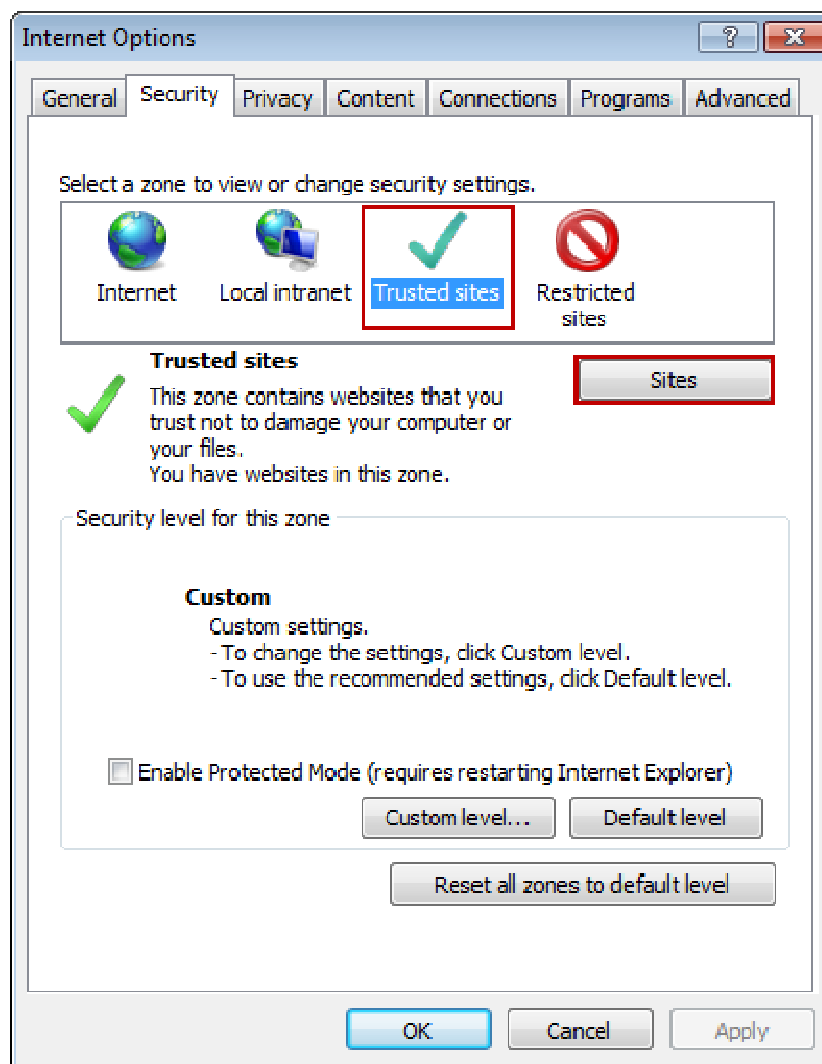 Internet Options
?
General Security Privacy Content Connections Programs Advanced
Select a zone to view or change security settings.
Internet Local intranet Trusted sites Restricted sites
Trusted sites
Sites
This zone contains websites that you
trust not to damage your computer or
your files.
You have websites in this zone.
Security level for this zone
Custom
Custom settings.
- To change the settings, click Custom level.
- To use the recommended settings, click Default level.
Enable Protected Mode (requires restarting Internet Explorer)
Custom level... Default level
Reset all zones to default level
OK Cancel Apply